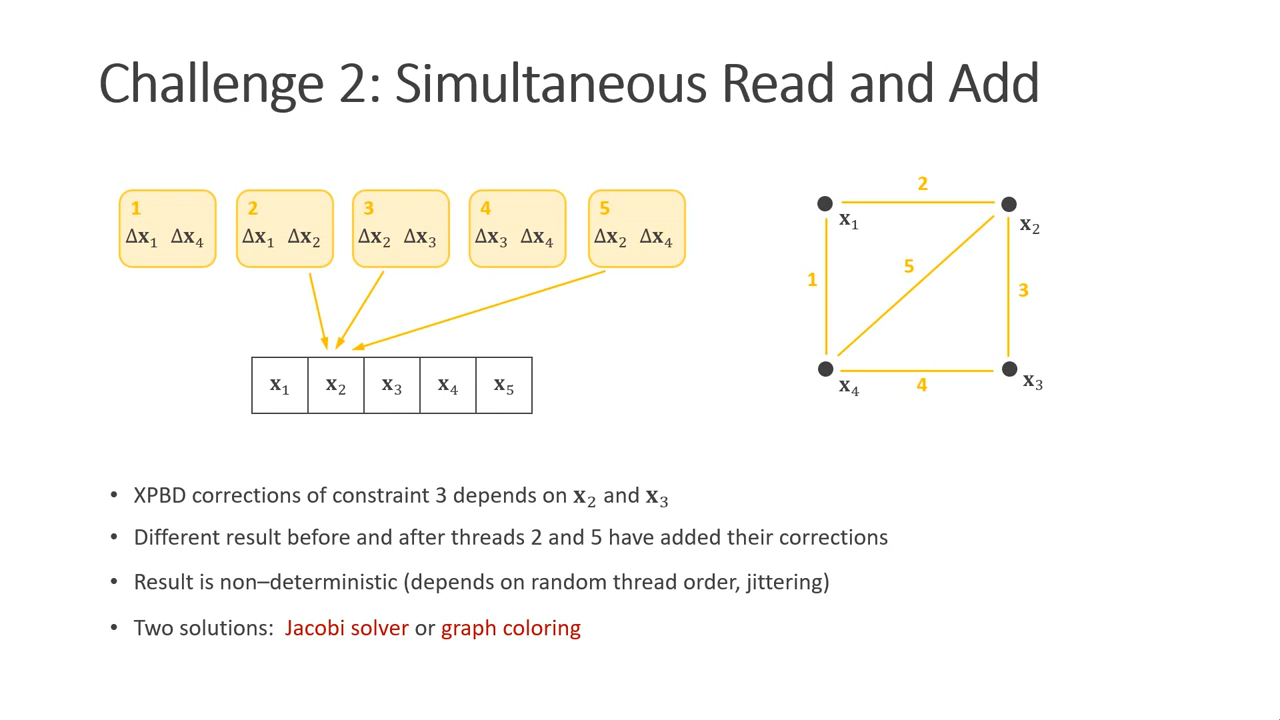 Challenge 2: Simultaneous Read and Add
1
Δx₁ Δx₄
2
Δx₁ Δx₂
3
Δx₂ Δx₃
4
Δx₃ Δx₄
5
Δx₂ Δx₄
x₁ x₂ x₃ x₄ x₅
2
x₁
x₂
5
1
3
x₄
4
x₃
• XPBD corrections of constraint 3 depends on x₂ and x₃
• Different result before and after threads 2 and 5 have added their corrections
• Result is non–deterministic (depends on random thread order, jittering)
• Two solutions: Jacobi solver or graph coloring